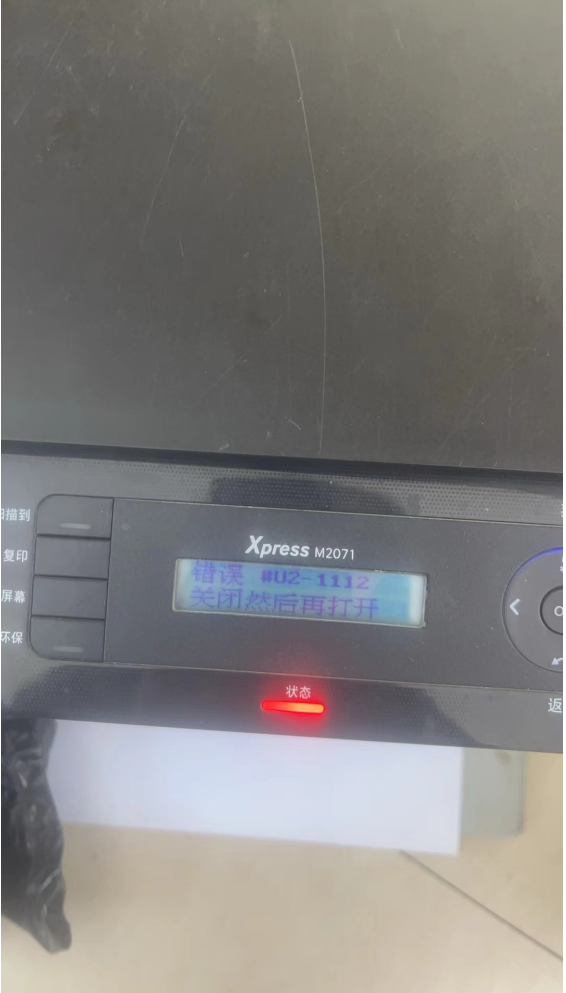 Xpress M2071
错误 #U2-1112
关闭然后再打开
扫描到
复印
屏幕
环保
状态
返